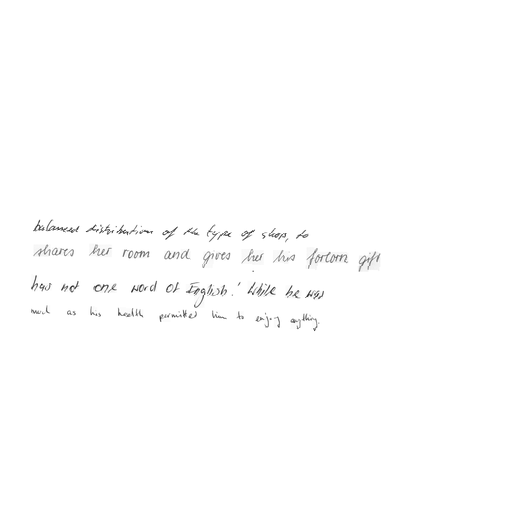 balanced distribution of the type of shop, to
shares her room and gives her his forlorn gift
has not one word of English.' While he was
much as his health permitted him to enjoy anything.